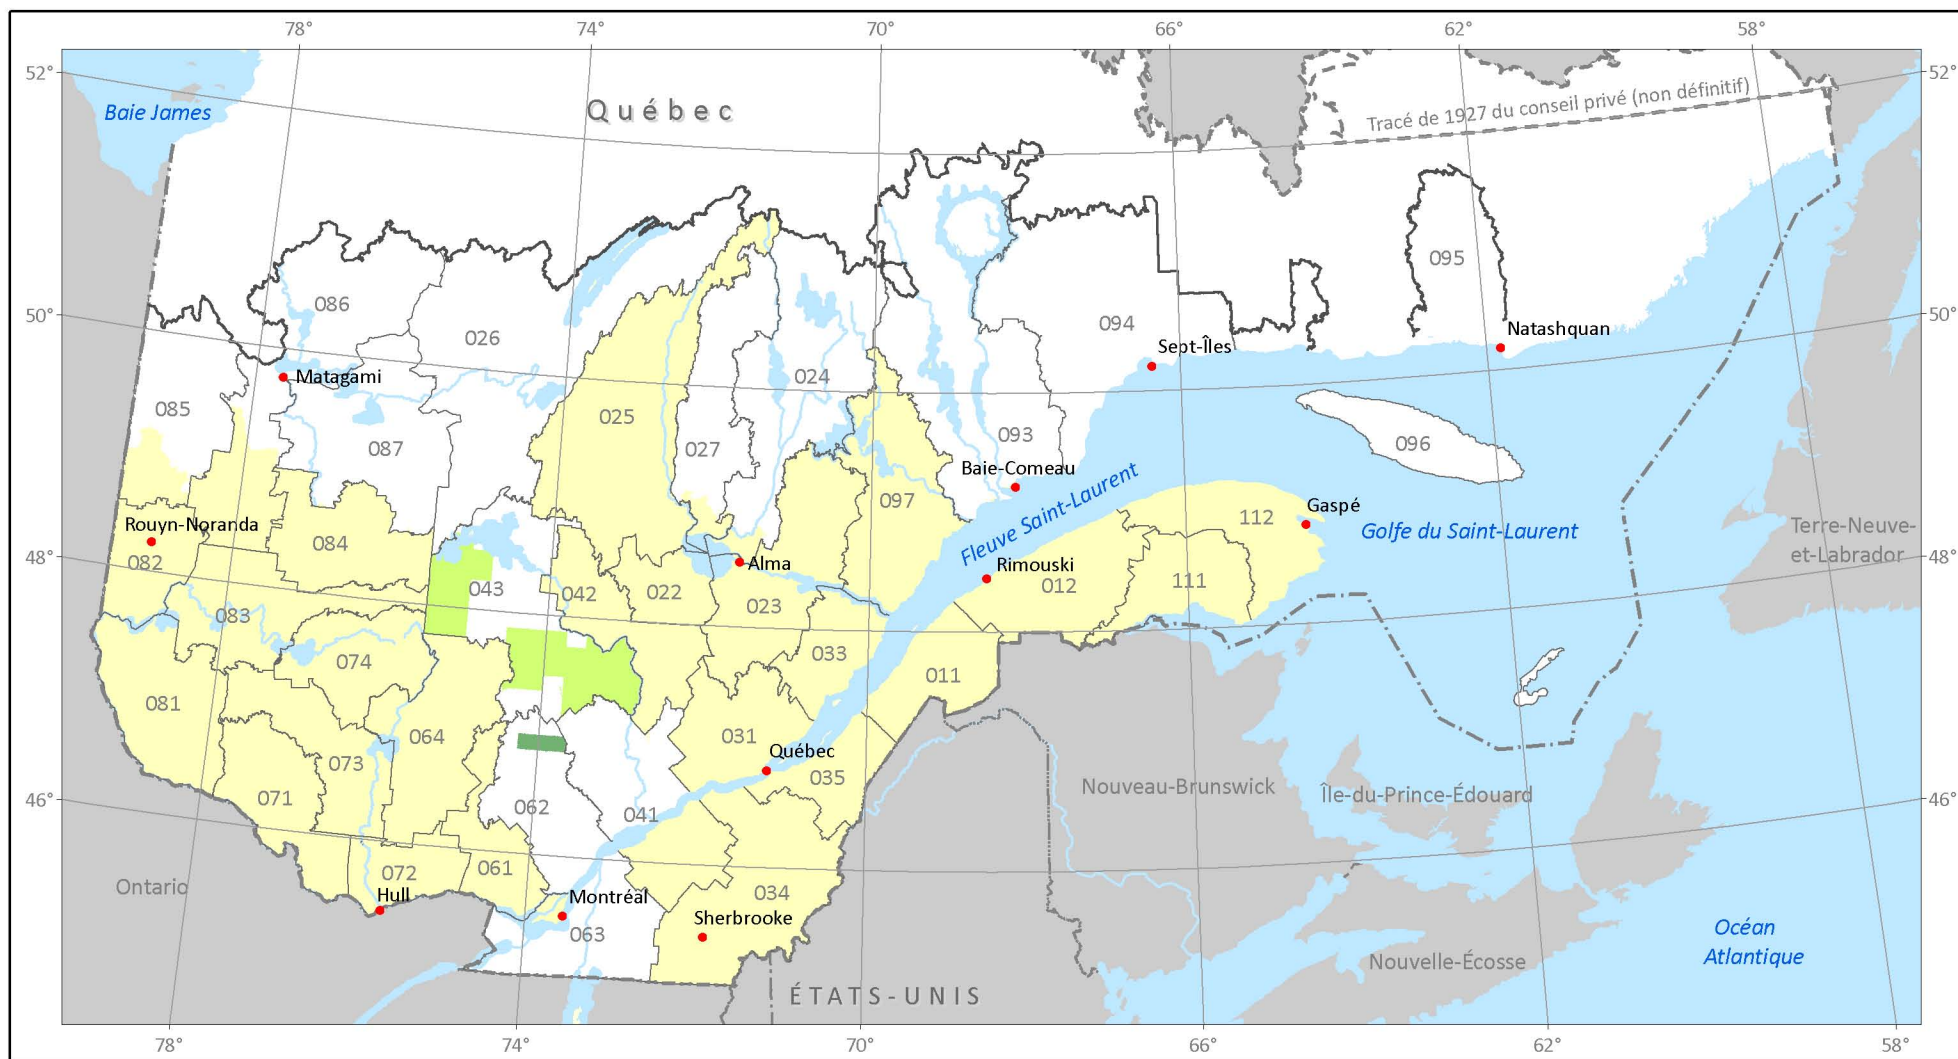 78°
74°
70°
66°
62°
58°
52°
52°
Baie James
Québec
Tracé de 1927 du conseil privé (non définitif)
095
086
50°
50°
094
026
Natashquan
Sept-Îles
Matagami
024
085
025
096
093
087
027
Baie-Comeau
097
Gaspé
112
Rouyn-Noranda
Fleuve Saint-Laurent
Golfe du Saint-Laurent
Terre-Neuve-
et-Labrador
084
48°
48°
082
Alma
Rimouski
012
111
043
042
022
023
083
033
074
011
081
064
031
Québec
073
035
Nouveau-Brunswick
Île-du-Prince-Édouard
071
46°
46°
062
041
061
072
Ontario
Hull
034
Montréal
Sherbrooke
063
Océan
Atlantique
Nouvelle-Écosse
ÉTATS-UNIS
78°
74°
70°
66°
62°
58°